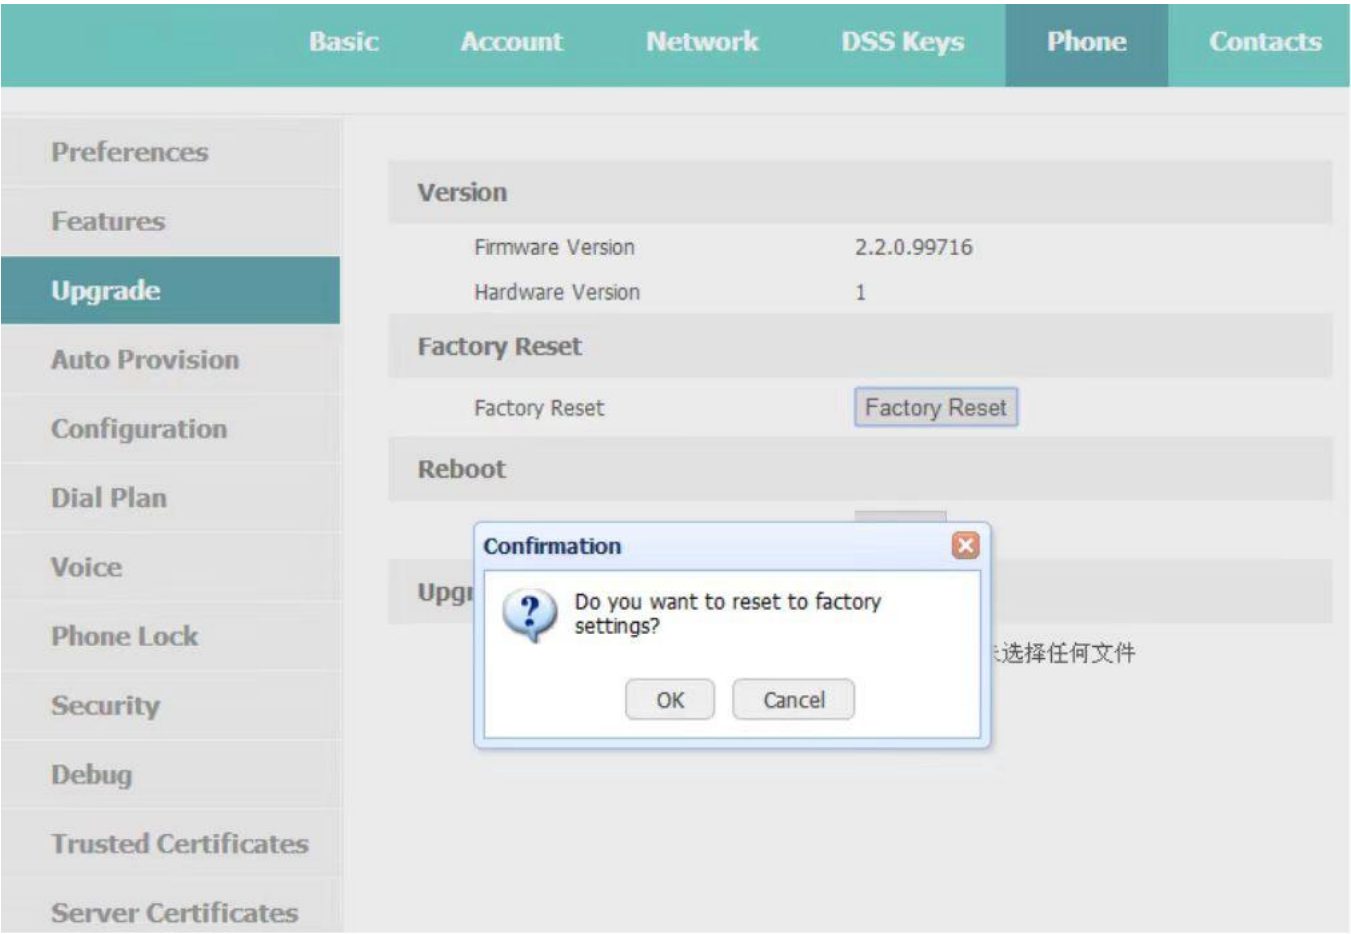 Basic Account Network DSS Keys Phone Contacts
Preferences
Features
Upgrade
Auto Provision
Configuration
Dial Plan
Voice
Phone Lock
Security
Debug
Trusted Certificates
Server Certificates
Version
Firmware Version 2.2.0.99716
Hardware Version 1
Factory Reset
Factory Reset Factory Reset
Reboot
Confirmation
Do you want to reset to factory
settings?
OK Cancel
选择任何文件